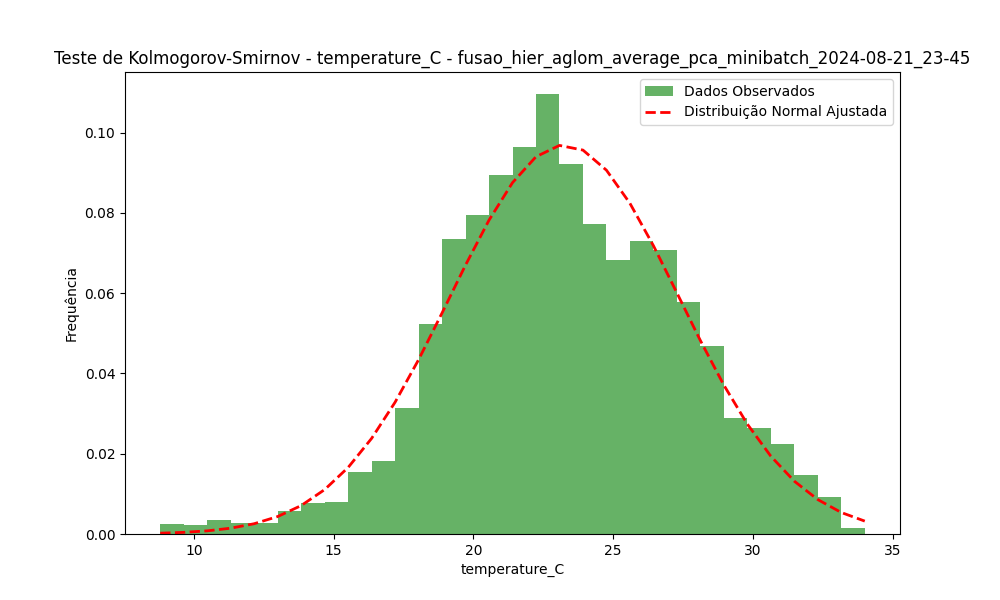 Teste de Kolmogorov-Smirnov - temperature_C - fusao_hier_aglom_average_pca_minibatch_2024-08-21_23-45
Dados Observados
Distribuição Normal Ajustada
Frequência
0.10
0.08
0.06
0.04
0.02
0.00
10 15 20 25 30 35
temperature_C